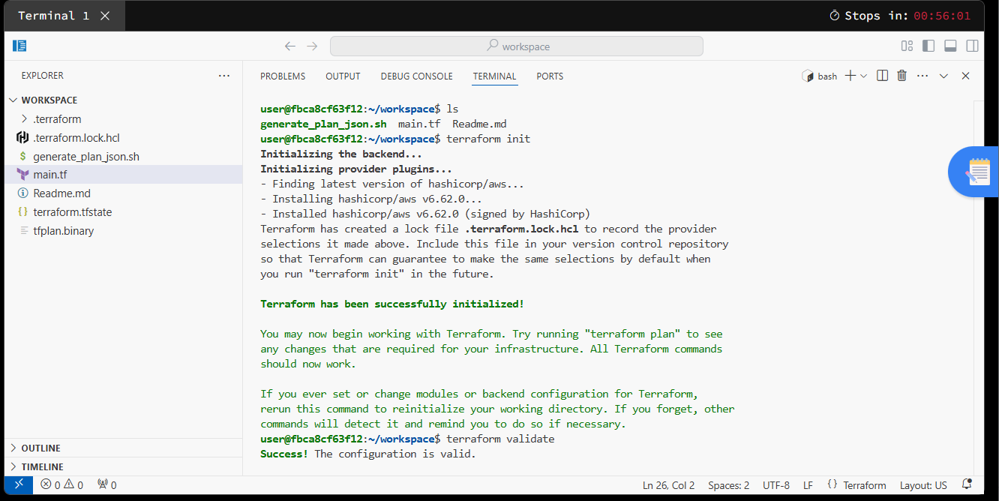 Terminal 1
Stops in: 00:56:01
workspace
EXPLORER
WORKSPACE
.terraform
.terraform.lock.hcl
$ generate_plan_json.sh
main.tf
Readme.md
{} terraform.tfstate
tfplan.binary
OUTLINE
TIMELINE
PROBLEMS OUTPUT DEBUG CONSOLE TERMINAL PORTS
bash
user@fbca8cf63f12:~/workspace$ ls
generate_plan_json.sh main.tf Readme.md
user@fbca8cf63f12:~/workspace$ terraform init
Initializing the backend...
Initializing provider plugins...
- Finding latest version of hashicorp/aws...
- Installing hashicorp/aws v6.62.0...
- Installed hashicorp/aws v6.62.0 (signed by HashiCorp)
Terraform has created a lock file .terraform.lock.hcl to record the provider
selections it made above. Include this file in your version control repository
so that Terraform can guarantee to make the same selections by default when
you run "terraform init" in the future.
Terraform has been successfully initialized!
You may now begin working with Terraform. Try running "terraform plan" to see
any changes that are required for your infrastructure. All Terraform commands
should now work.
If you ever set or change modules or backend configuration for Terraform,
rerun this command to reinitialize your working directory. If you forget, other
commands will detect it and remind you to do so if necessary.
user@fbca8cf63f12:~/workspace$ terraform validate
Success! The configuration is valid.
0 0 0
Ln 26, Col 2 Spaces: 2 UTF-8 LF {} Terraform Layout: US